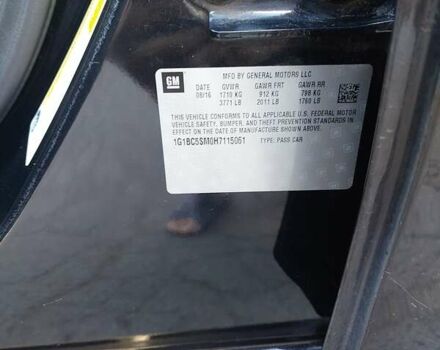 GM
MFD BY GENERAL MOTORS LLC
DATE GVWR GAWR FRT GAWR RR
08/16 1710 KG 912 KG 798 KG
3771 LB 2011 LB 1760 LB
THIS VEHICLE CONFORMS TO ALL APPLICABLE U.S. FEDERAL MOTOR
VEHICLE SAFETY, BUMPER, AND THEFT PREVENTION STANDARDS
IN EFFECT ON THE DATE OF MANUFACTURE SHOWN ABOVE.
1G1BC5SM0H7115061 TYPE: PASS CAR